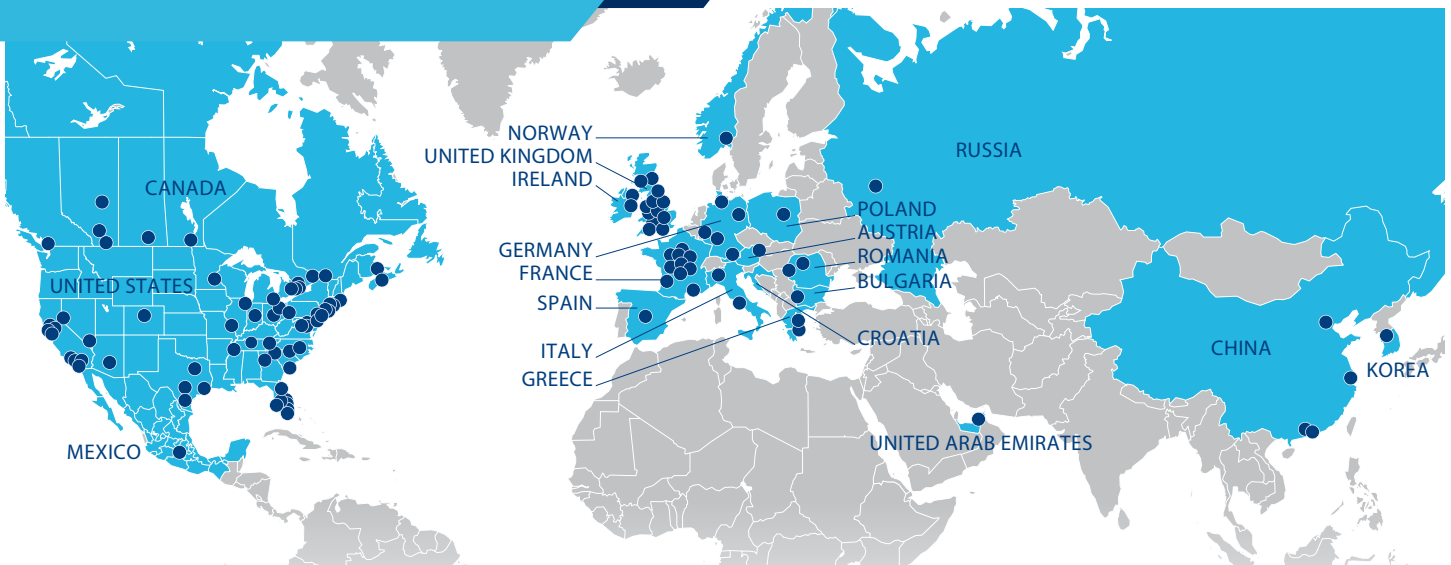 NORWAY
UNITED KINGDOM
IRELAND
RUSSIA
CANADA
POLAND
AUSTRIA
GERMANY
ROMANIA
FRANCE
BULGARIA
UNITED STATES
SPAIN
CROATIA
ITALY
CHINA
GREECE
KOREA
MEXICO
UNITED ARAB EMIRATES